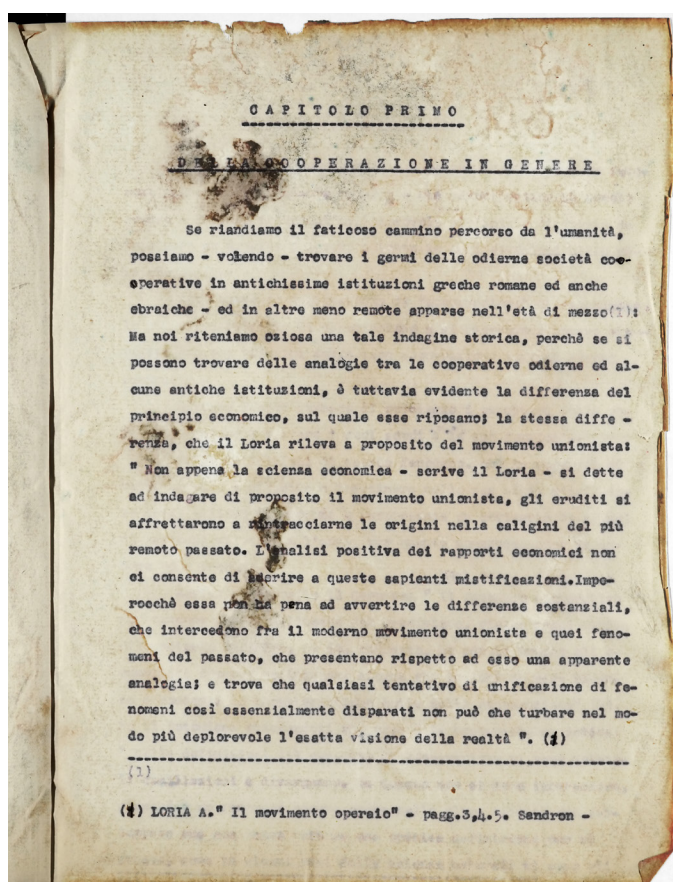 CAPITOLO PRIMO
DELLA COOPERAZIONE IN GENERE
Se riandiamo il faticoso cammino percorso da l'umanità,
possiamo - volendo - trovare i germi delle odierne società coo-
operative in antichissime istituzioni greche romane ed anche
ebraiche - ed in altre meno remote apparse nell'età di mezzo(1):
Ma noi riteniamo oziosa una tale indagine storica, perchè se si
possono trovare delle analogie tra le cooperative odierne ed al-
cune antiche istituzioni, è tuttavia evidente la differenza del
principio economico, sul quale esse riposano; la stessa diffe -
renza, che il Loria rileva a proposito del movimento unionista:
" Non appena la scienza economica - scrive il Loria - si dette
ad indagare di proposito il movimento unionista, gli eruditi si
affrettarono a rintracciarne le origini nella caligini del più
remoto passato. L'analisi positiva dei rapporti economici non
ci consente di aderire a queste sapienti mistificazioni.Impe-
rocchè essa non ha pena ad avvertire le differenze sostanziali,
che intercedono fra il moderno movimento unionista e quei feno-
meni del passato, che presentano rispetto ad esso una apparente
analogia; e trova che qualsiasi tentativo di unificazione di fe-
nomeni così essenzialmente disparati non può che turbare nel mo-
do più deplorevole l'esatta visione della realtà ". (1)
(1)
(1) LORIA A." Il movimento operaio" - pagg.3,4.5. Sandron -